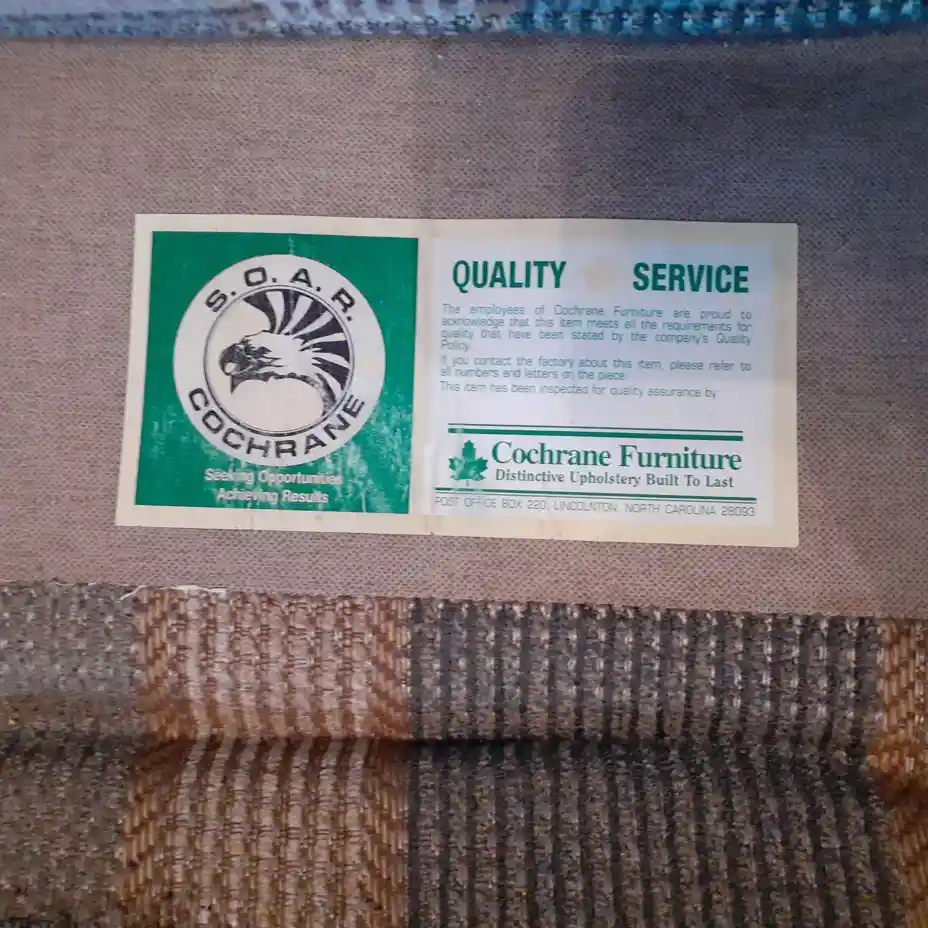 S.O.A.R.
COCHRANE
Seeking Opportunities
Achieving Results
QUALITY SERVICE
The employees of Cochrane Furniture are proud to
acknowledge that this item meets all the requirements for
quality that have been stated by the company's Quality
Policy.
If you contact the factory about this item, please refer to
all numbers and letters on the piece.
This item has been inspected for quality assurance by
Cochrane Furniture
Distinctive Upholstery Built To Last
POST OFFICE BOX 220, LINCOLNTON, NORTH CAROLINA 28093